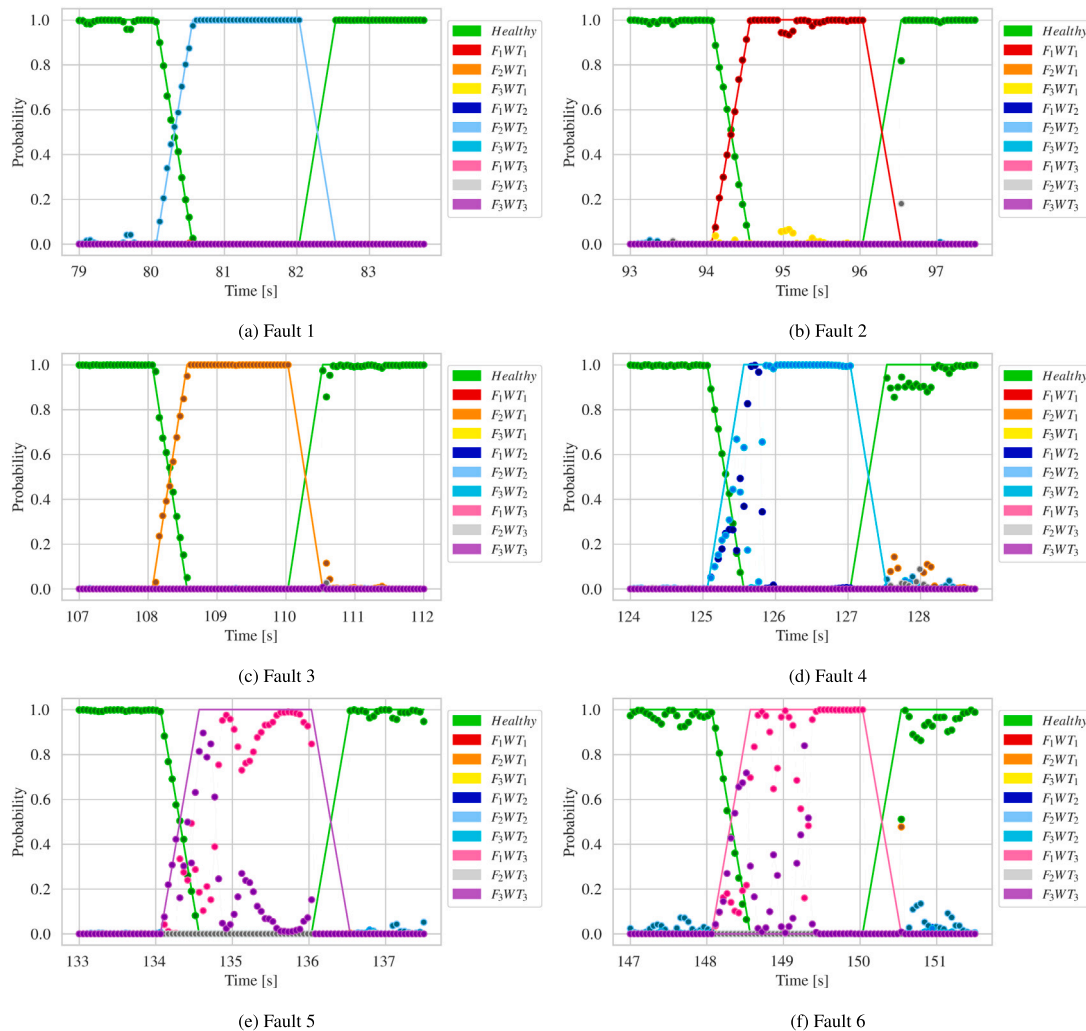 1.0
0.8
0.6
0.4
0.2
0.0
Probability
79 80 81 82 83
Time [s]
Healthy
F₁WT₁
F₂WT₁
F₃WT₁
F₁WT₂
F₂WT₂
F₃WT₂
F₁WT₃
F₂WT₃
F₃WT₃
(a) Fault 1
1.0
0.8
0.6
0.4
0.2
0.0
Probability
93 94 95 96 97
Time [s]
Healthy
F₁WT₁
F₂WT₁
F₃WT₁
F₁WT₂
F₂WT₂
F₃WT₂
F₁WT₃
F₂WT₃
F₃WT₃
(b) Fault 2
1.0
0.8
0.6
0.4
0.2
0.0
Probability
107 108 109 110 111 112
Time [s]
Healthy
F₁WT₁
F₂WT₁
F₃WT₁
F₁WT₂
F₂WT₂
F₃WT₂
F₁WT₃
F₂WT₃
F₃WT₃
(c) Fault 3
1.0
0.8
0.6
0.4
0.2
0.0
Probability
124 125 126 127 128
Time [s]
Healthy
F₁WT₁
F₂WT₁
F₃WT₁
F₁WT₂
F₂WT₂
F₃WT₂
F₁WT₃
F₂WT₃
F₃WT₃
(d) Fault 4
1.0
0.8
0.6
0.4
0.2
0.0
Probability
133 134 135 136 137
Time [s]
Healthy
F₁WT₁
F₂WT₁
F₃WT₁
F₁WT₂
F₂WT₂
F₃WT₂
F₁WT₃
F₂WT₃
F₃WT₃
(e) Fault 5
1.0
0.8
0.6
0.4
0.2
0.0
Probability
147 148 149 150 151
Time [s]
Healthy
F₁WT₁
F₂WT₁
F₃WT₁
F₁WT₂
F₂WT₂
F₃WT₂
F₁WT₃
F₂WT₃
F₃WT₃
(f) Fault 6